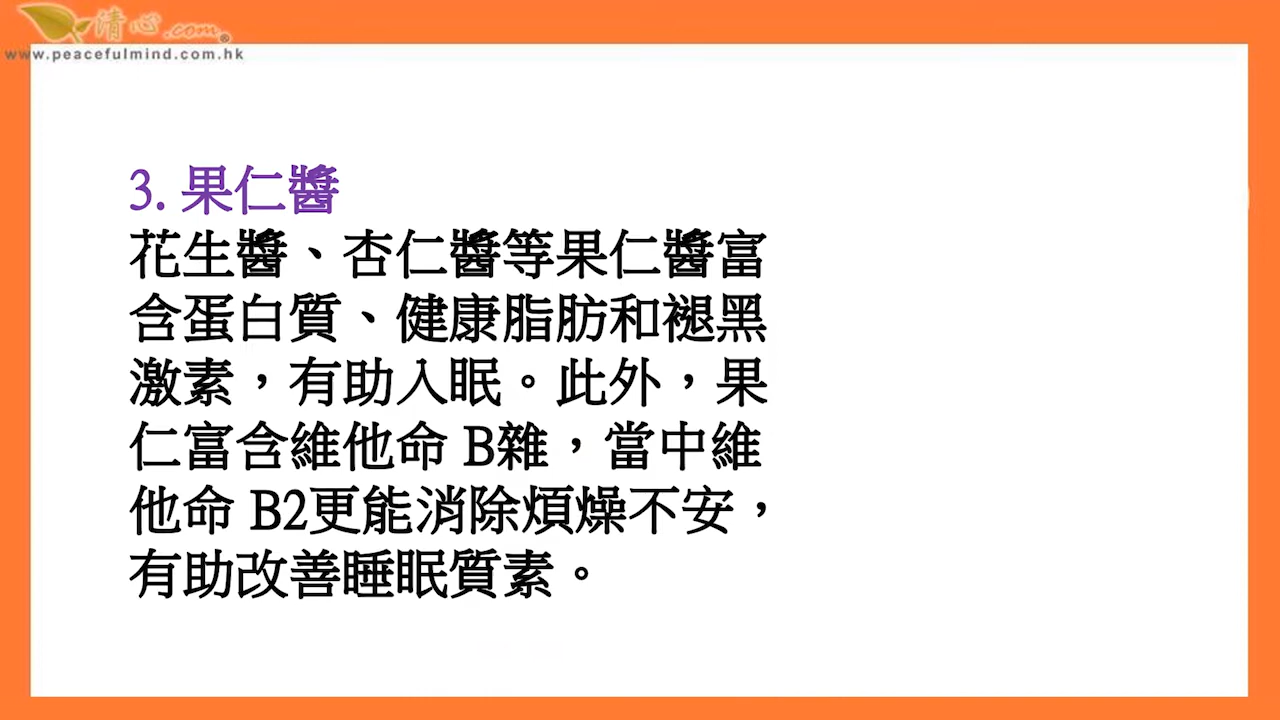 清心.com
www.peacefulmind.com.hk
3. 果仁醬
花生醬、杏仁醬等果仁醬富
含蛋白質、健康脂肪和褪黑
激素，有助入眠。此外，果
仁富含維他命 B雜，當中維
他命 B2更能消除煩燥不安，
有助改善睡眠質素。